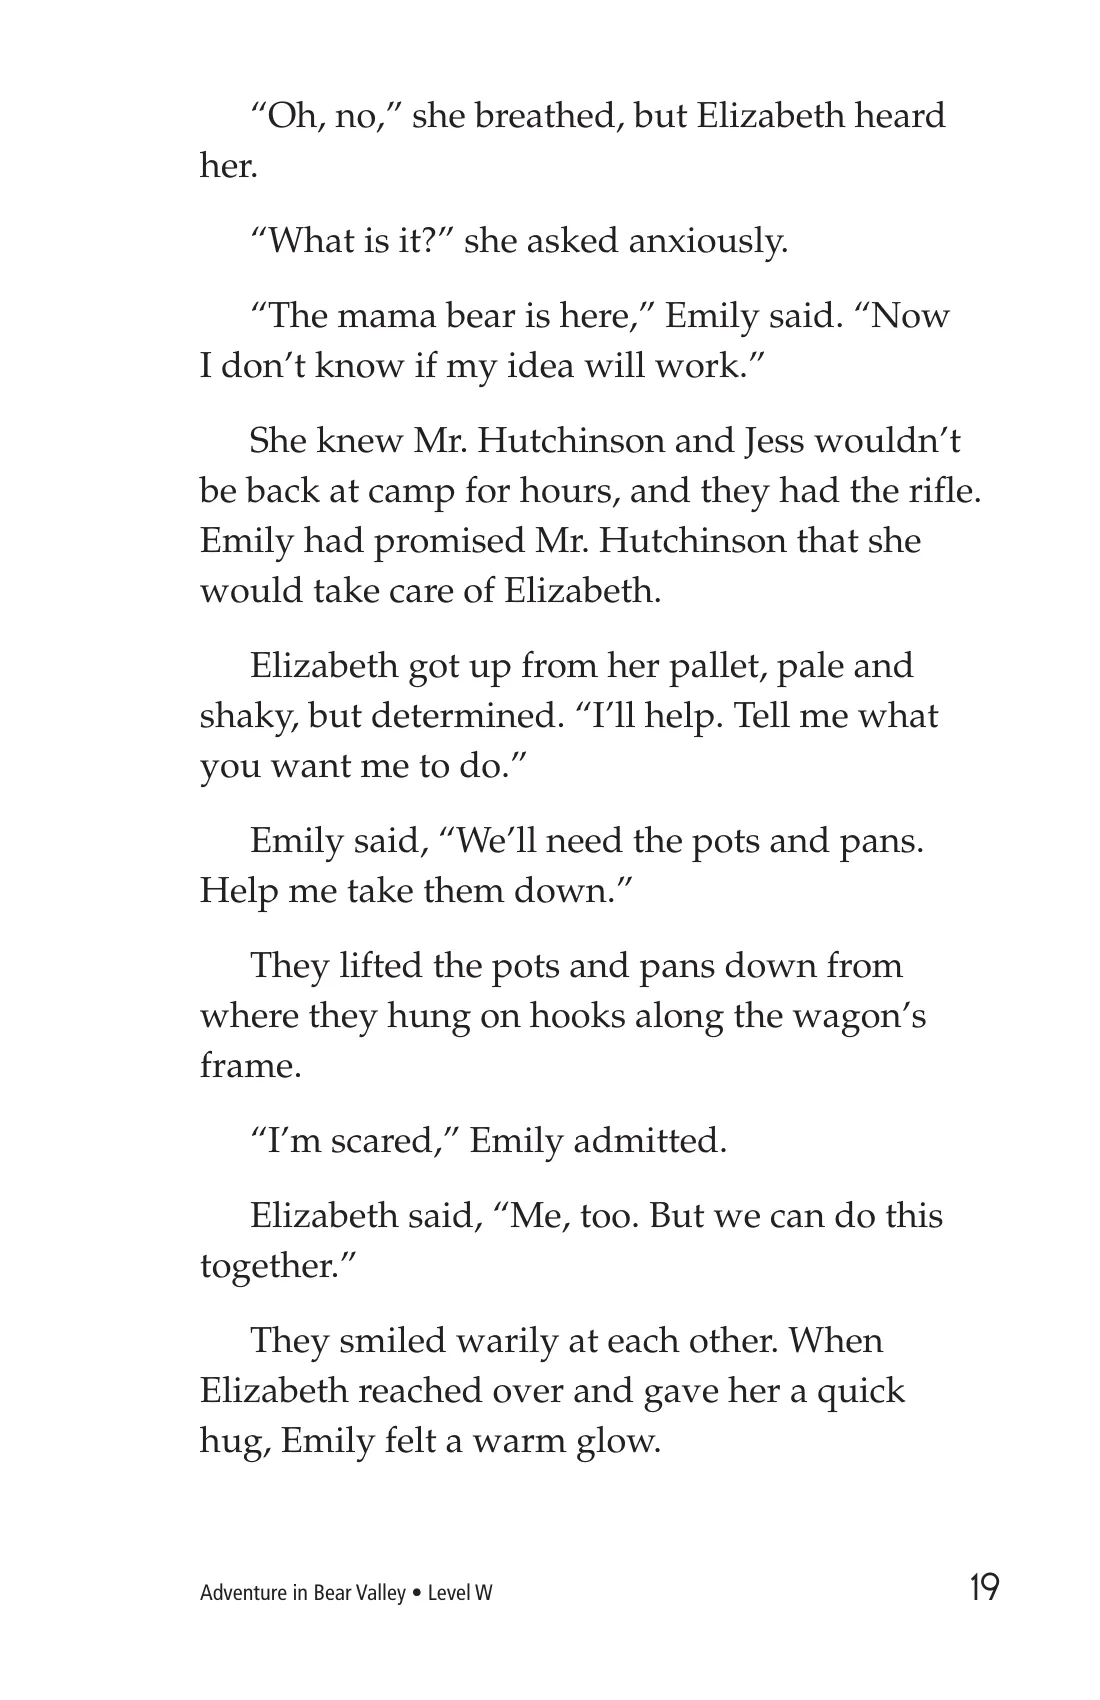 “Oh, no,” she breathed, but Elizabeth heard
her.
“What is it?” she asked anxiously.
“The mama bear is here,” Emily said. “Now
I don’t know if my idea will work.”
She knew Mr. Hutchinson and Jess wouldn’t
be back at camp for hours, and they had the rifle.
Emily had promised Mr. Hutchinson that she
would take care of Elizabeth.
Elizabeth got up from her pallet, pale and
shaky, but determined. “I’ll help. Tell me what
you want me to do.”
Emily said, “We’ll need the pots and pans.
Help me take them down.”
They lifted the pots and pans down from
where they hung on hooks along the wagon’s
frame.
“I’m scared,” Emily admitted.
Elizabeth said, “Me, too. But we can do this
together.”
They smiled warily at each other. When
Elizabeth reached over and gave her a quick
hug, Emily felt a warm glow.
Adventure in Bear Valley • Level W
19